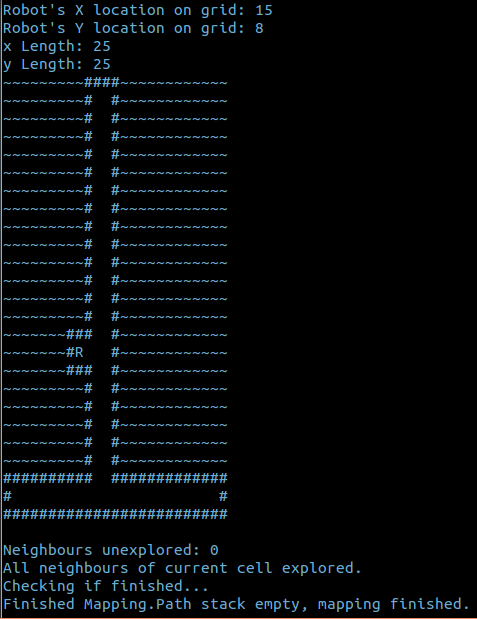 Robot's X location on grid: 15
Robot's Y location on grid: 8
x Length: 25
y Length: 25
~~~~~~~~~####~~~~~~~~~~~~
~~~~~~~~~#  #~~~~~~~~~~~~
~~~~~~~~~#  #~~~~~~~~~~~~
~~~~~~~~~#  #~~~~~~~~~~~~
~~~~~~~~~#  #~~~~~~~~~~~~
~~~~~~~~~#  #~~~~~~~~~~~~
~~~~~~~~~#  #~~~~~~~~~~~~
~~~~~~~~~#  #~~~~~~~~~~~~
~~~~~~~~~#  #~~~~~~~~~~~~
~~~~~~~~~#  #~~~~~~~~~~~~
~~~~~~~~~#  #~~~~~~~~~~~~
~~~~~~~~~#  #~~~~~~~~~~~~
~~~~~~~~~#  #~~~~~~~~~~~~
~~~~~~~~~#  #~~~~~~~~~~~~
~~~~~~~###  #~~~~~~~~~~~~
~~~~~~~#R   #~~~~~~~~~~~~
~~~~~~~###  #~~~~~~~~~~~~
~~~~~~~~~#  #~~~~~~~~~~~~
~~~~~~~~~#  #~~~~~~~~~~~~
~~~~~~~~~#  #~~~~~~~~~~~~
~~~~~~~~~#  #~~~~~~~~~~~~
~~~~~~~~~#  #~~~~~~~~~~~~
##########  #############
#                       #
#########################
Neighbours unexplored: 0
All neighbours of current cell explored.
Checking if finished...
Finished Mapping.Path stack empty, mapping finished.